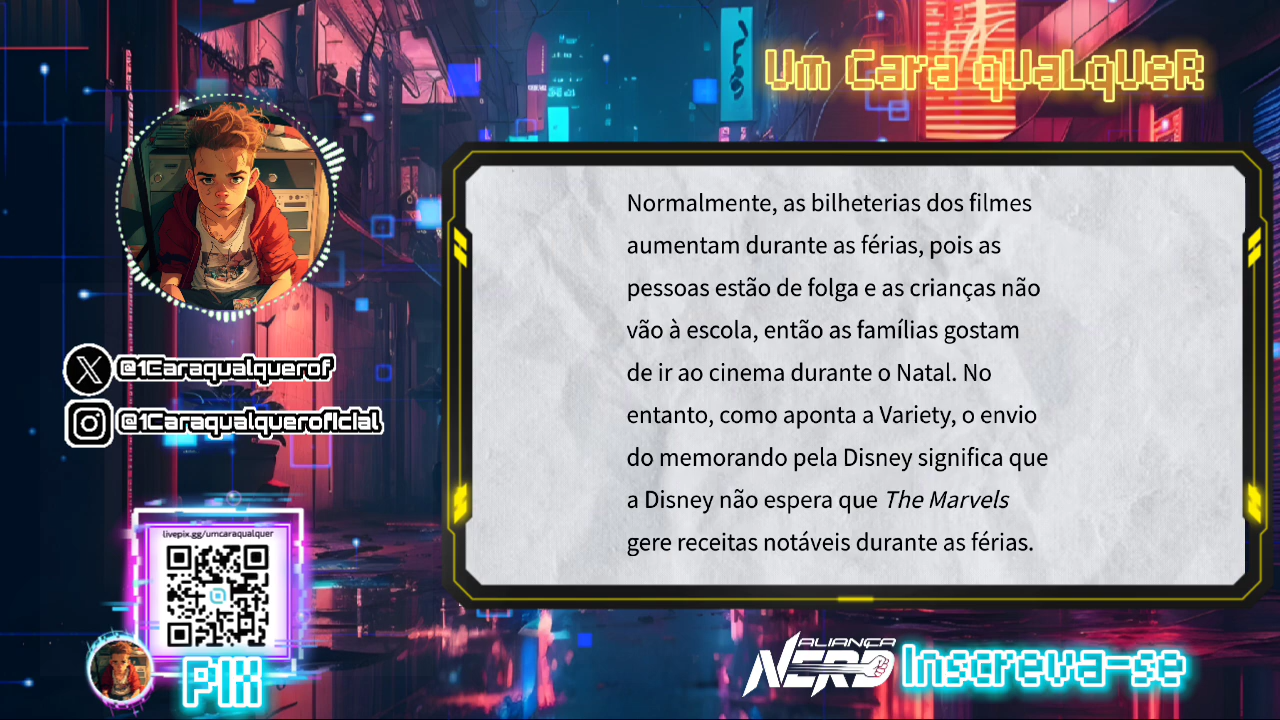 Um Cara qUaLqUeR
Normalmente, as bilheterias dos filmes
aumentam durante as férias, pois as
pessoas estão de folga e as crianças não
vão à escola, então as famílias gostam
de ir ao cinema durante o Natal. No
entanto, como aponta a Variety, o envio
do memorando pela Disney significa que
a Disney não espera que The Marvels
gere receitas notáveis durante as férias.
@1Caraqualquerof
@1Caraqualqueroficial
livepix.gg/umcaraqualquer
PIX
ALIANÇA
NERD
Inscreva-se